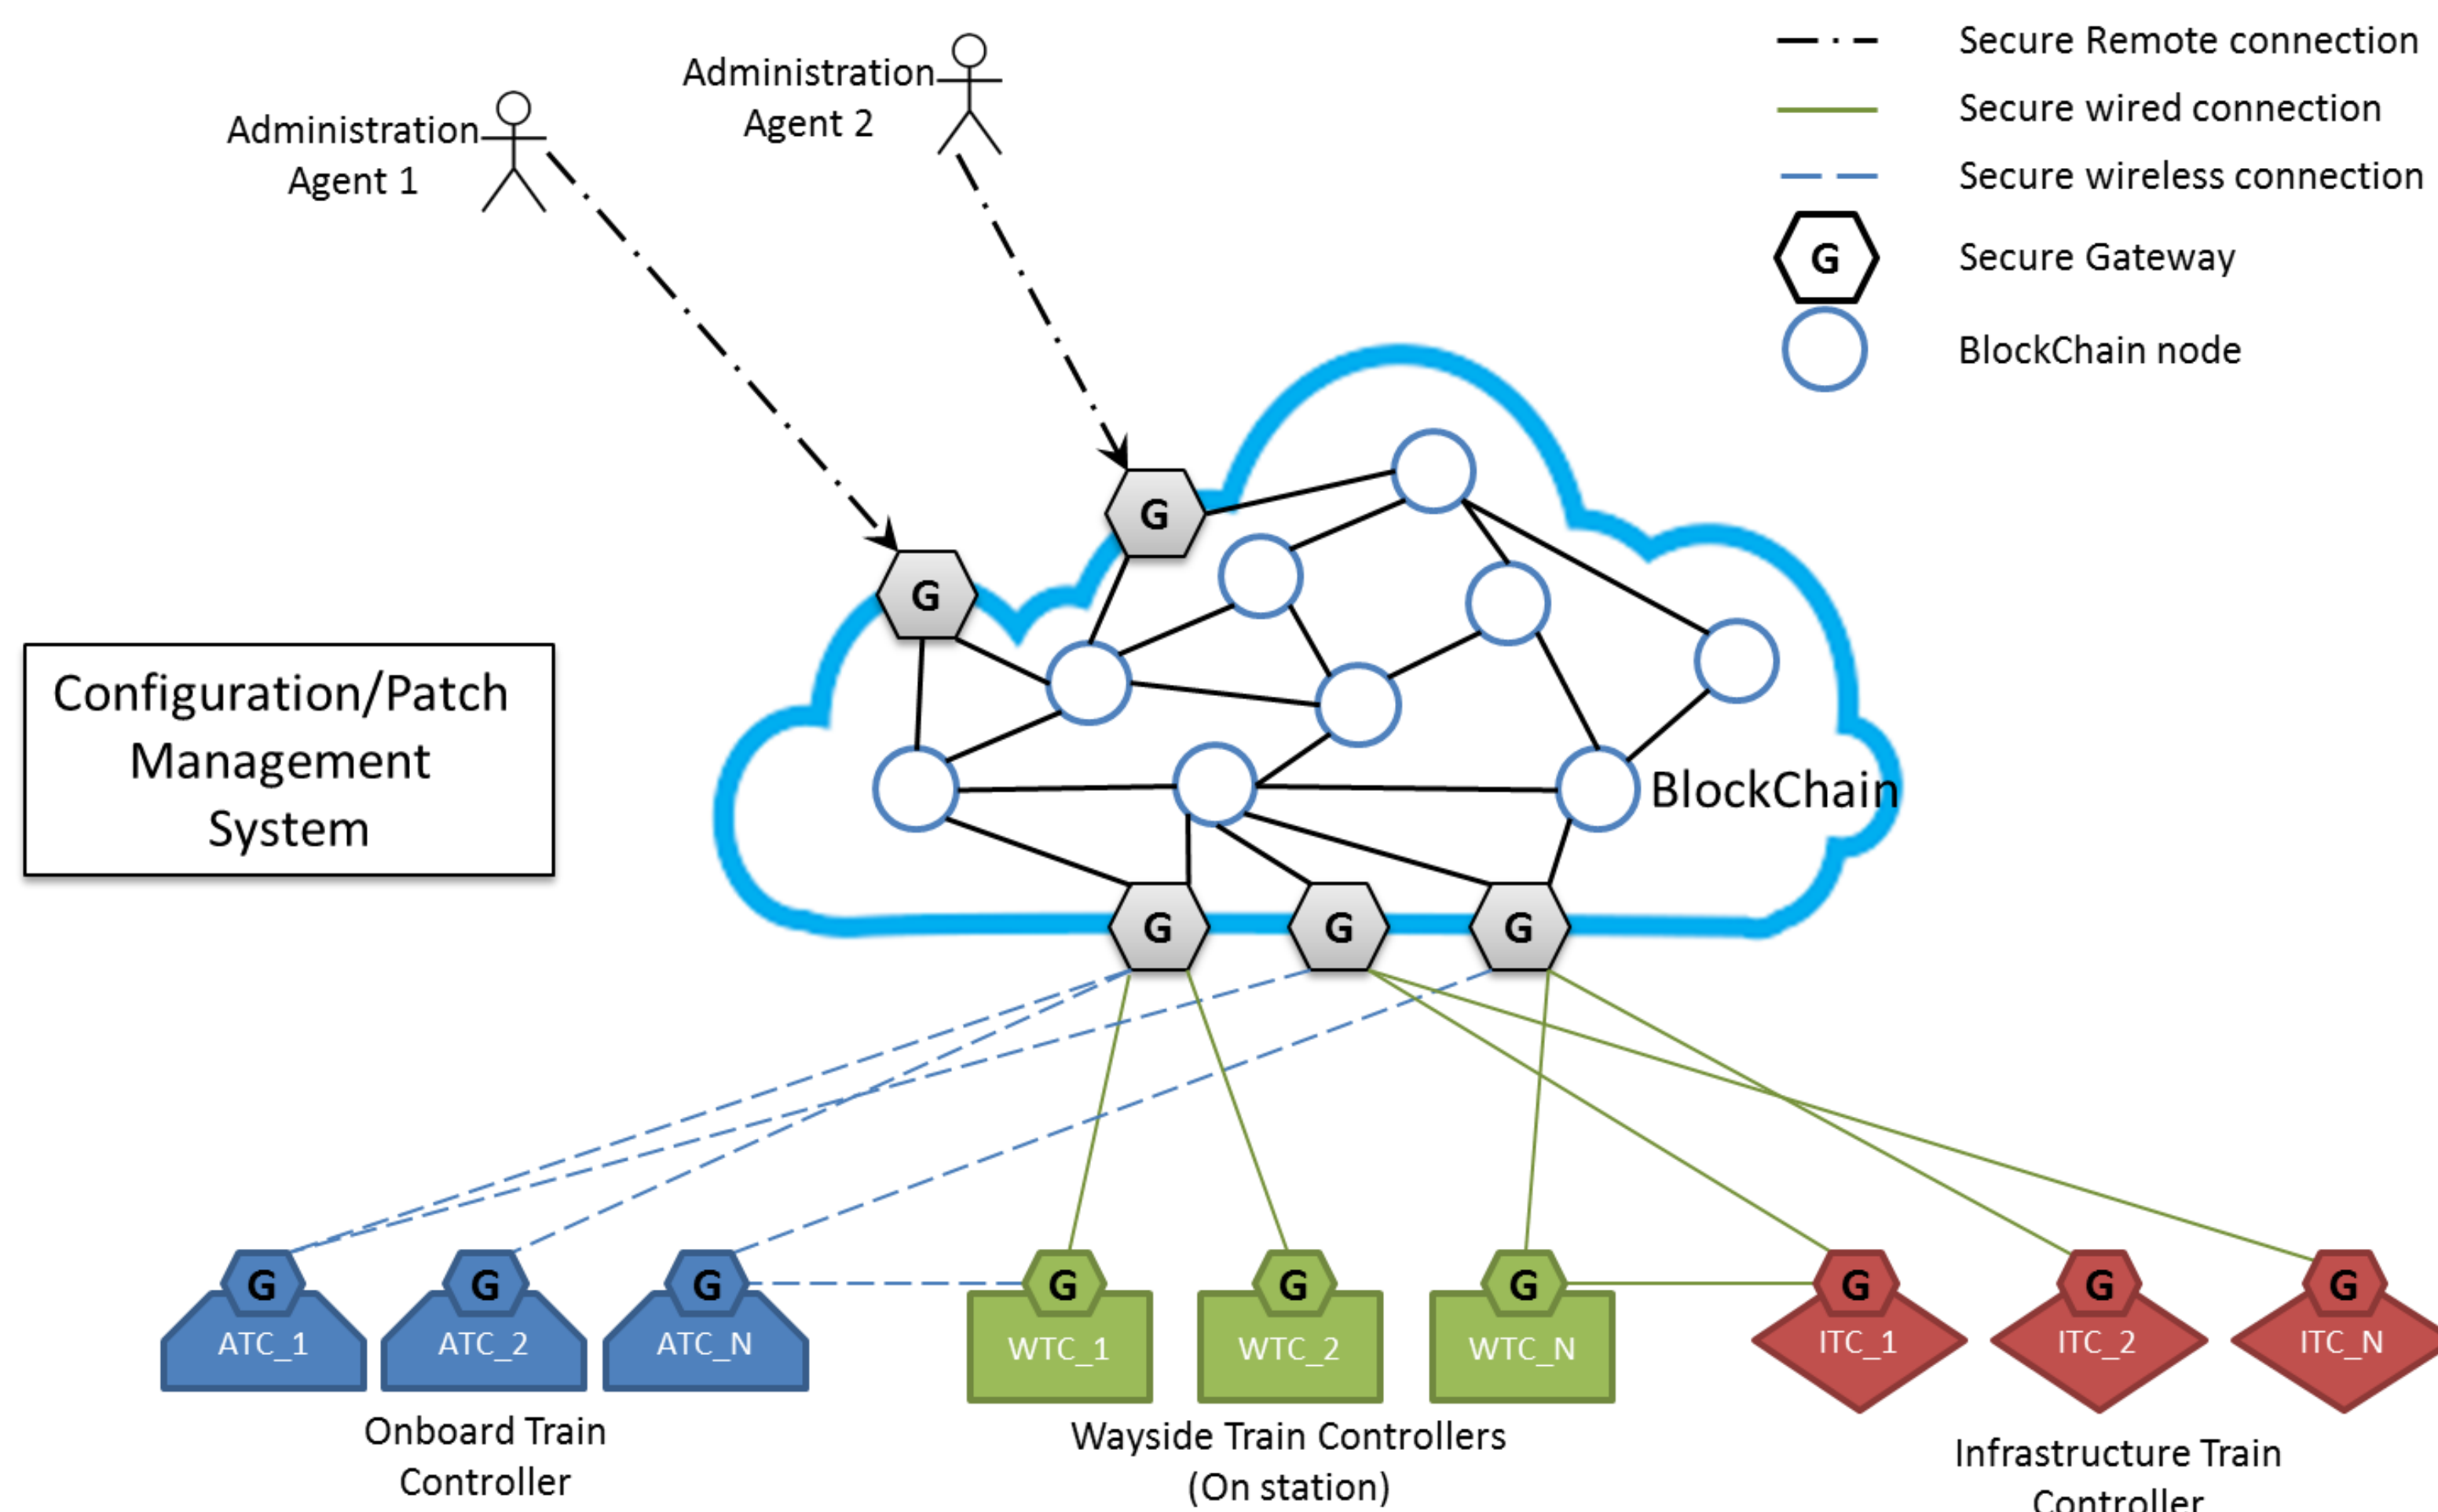 Administration
Agent 1
Administration
Agent 2
Secure Remote connection
Secure wired connection
Secure wireless connection
G
Secure Gateway
BlockChain node
G
G
Configuration/Patch
Management
System
BlockChain
G
G
G
G
G
G
G
G
G
G
G
G
ATC_1
ATC_2
ATC_N
WTC_1
WTC_2
WTC_N
ITC_1
ITC_2
ITC_N
Onboard Train
Controller
Wayside Train Controllers
(On station)
Infrastructure Train
Controller